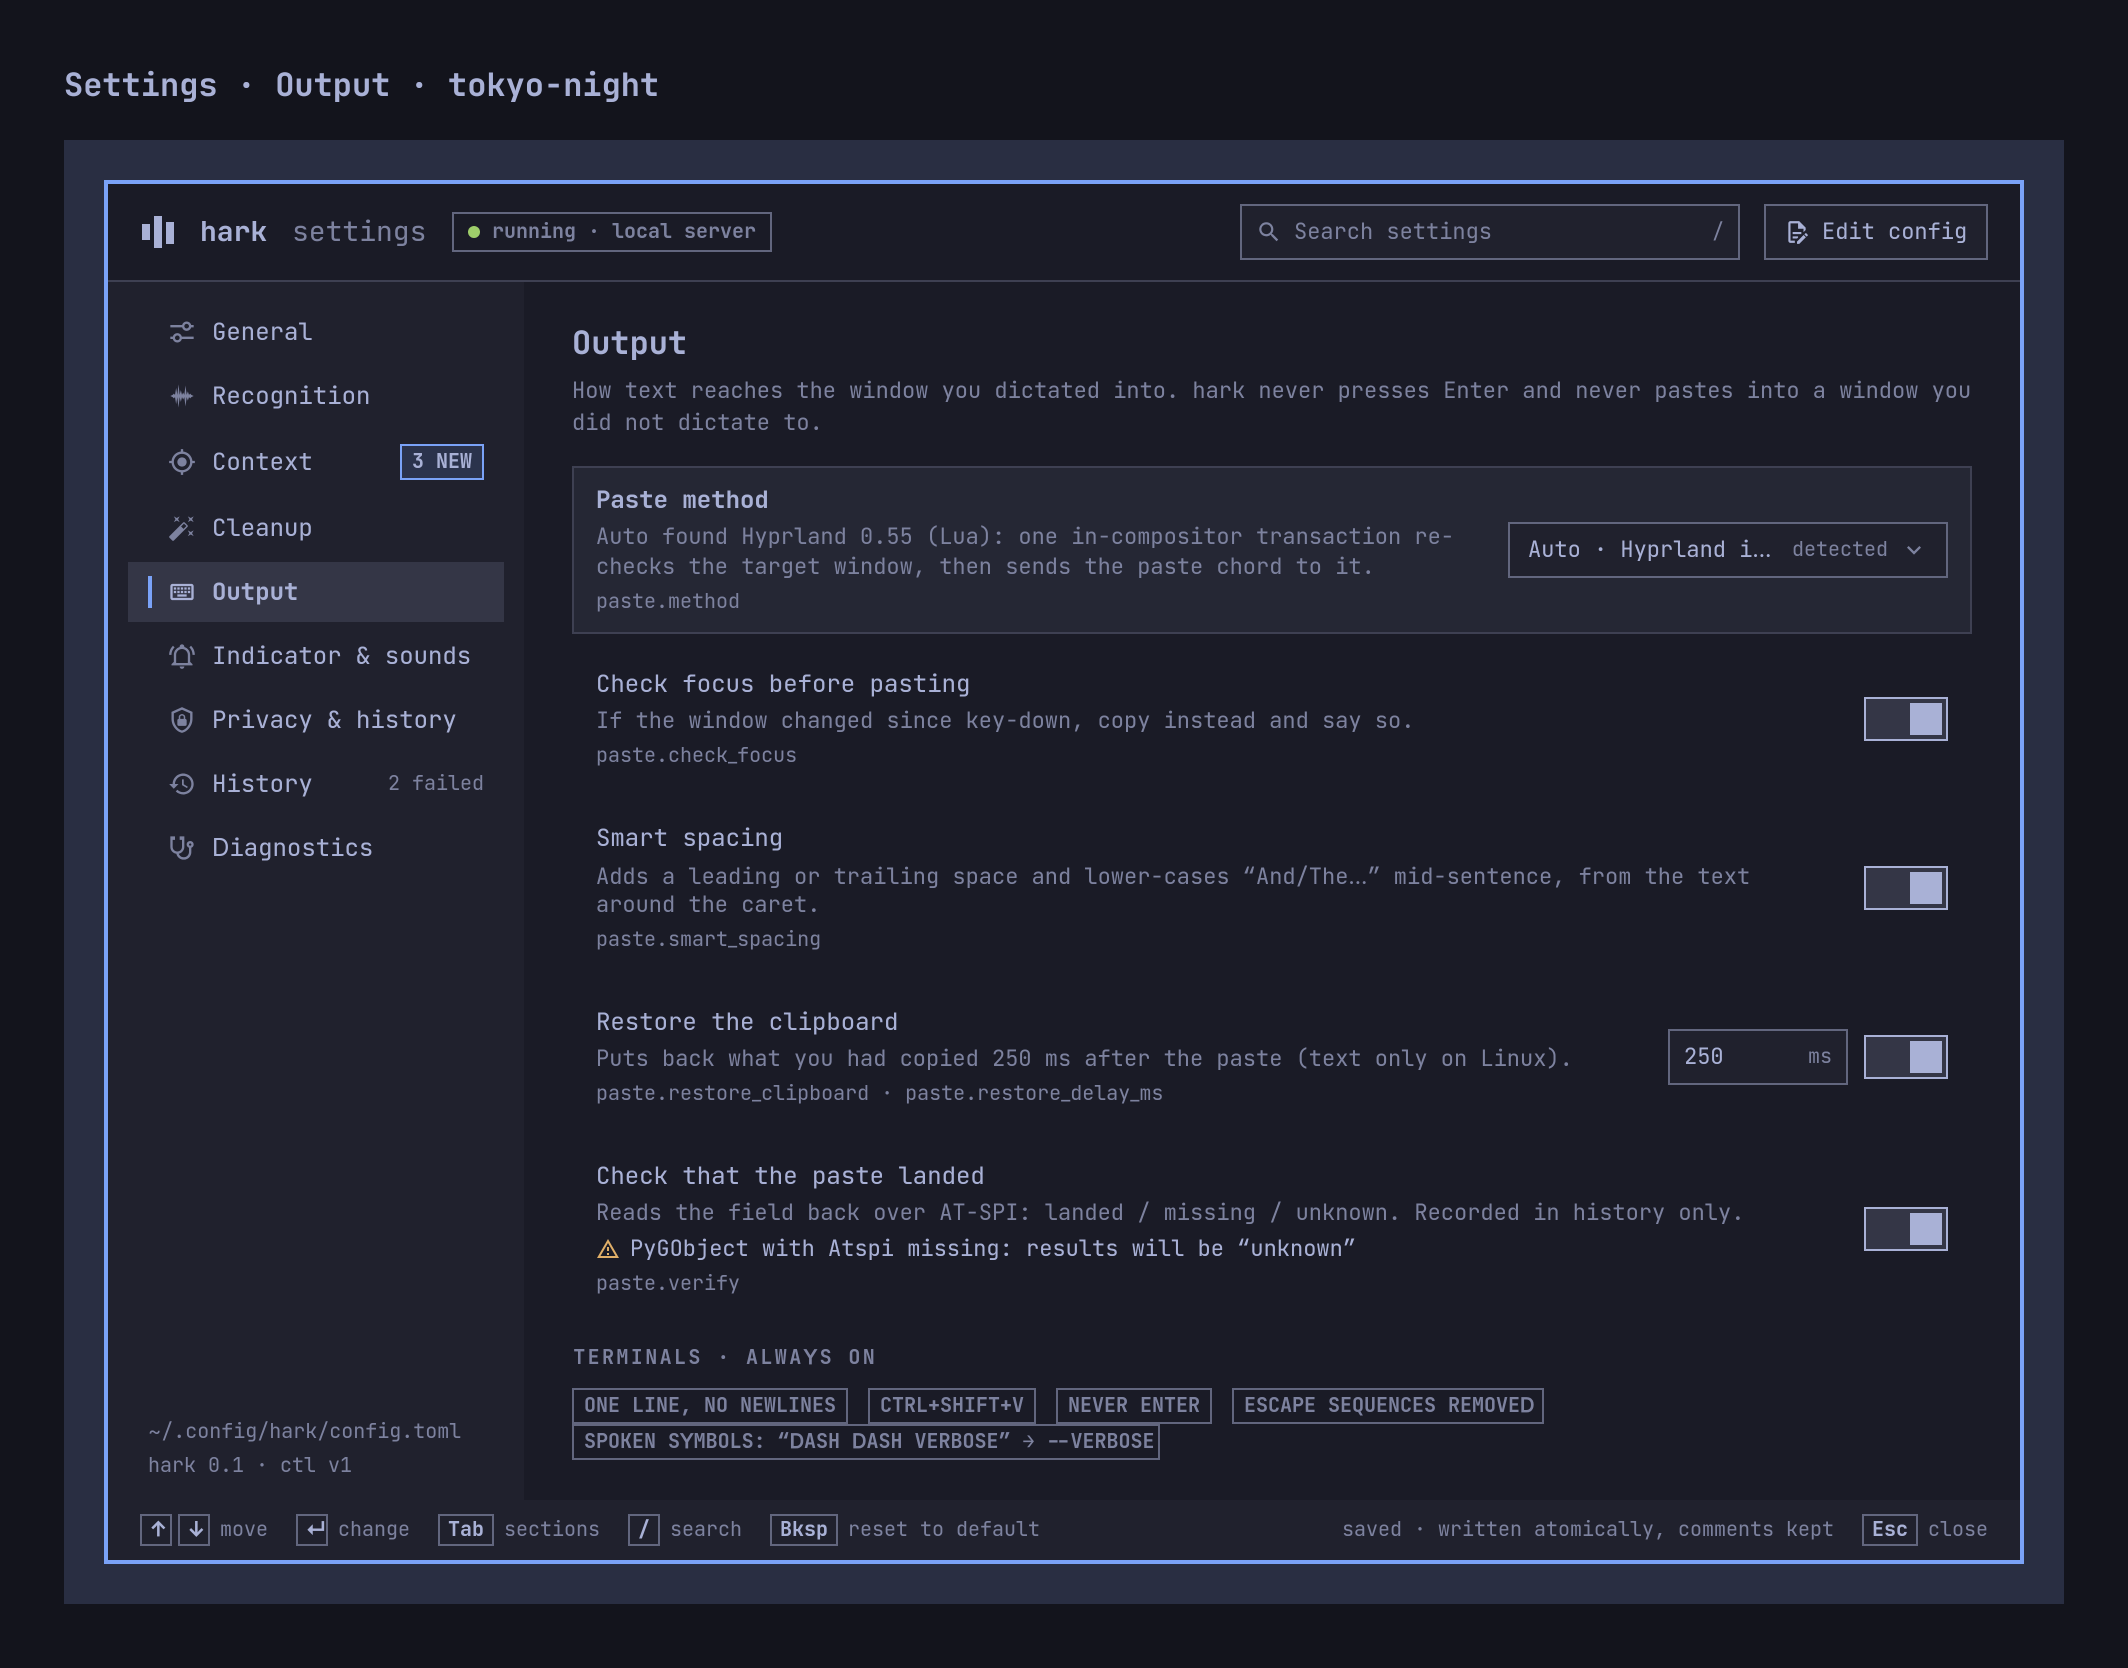 Settings · Output · tokyo-night
hark settings
running · local server
Search settings /
Edit config
General
Recognition
Context 3 NEW
Cleanup
Output
Indicator & sounds
Privacy & history
History 2 failed
Diagnostics
~/.config/hark/config.toml
hark 0.1 · ctl v1
Output
How text reaches the window you dictated into. hark never presses Enter and never pastes into a window you
did not dictate to.
Paste method
Auto found Hyprland 0.55 (Lua): one in-compositor transaction re-
checks the target window, then sends the paste chord to it.
paste.method
Auto · Hyprland i… detected
Check focus before pasting
If the window changed since key-down, copy instead and say so.
paste.check_focus
Smart spacing
Adds a leading or trailing space and lower-cases “And/The…” mid-sentence, from the text
around the caret.
paste.smart_spacing
Restore the clipboard
Puts back what you had copied 250 ms after the paste (text only on Linux).
paste.restore_clipboard · paste.restore_delay_ms
250 ms
Check that the paste landed
Reads the field back over AT-SPI: landed / missing / unknown. Recorded in history only.
PyGObject with Atspi missing: results will be “unknown”
paste.verify
TERMINALS · ALWAYS ON
ONE LINE, NO NEWLINES CTRL+SHIFT+V NEVER ENTER ESCAPE SEQUENCES REMOVED
SPOKEN SYMBOLS: “DASH DASH VERBOSE” → --VERBOSE
↑ ↓ move ↵ change Tab sections / search Bksp reset to default
saved · written atomically, comments kept Esc close